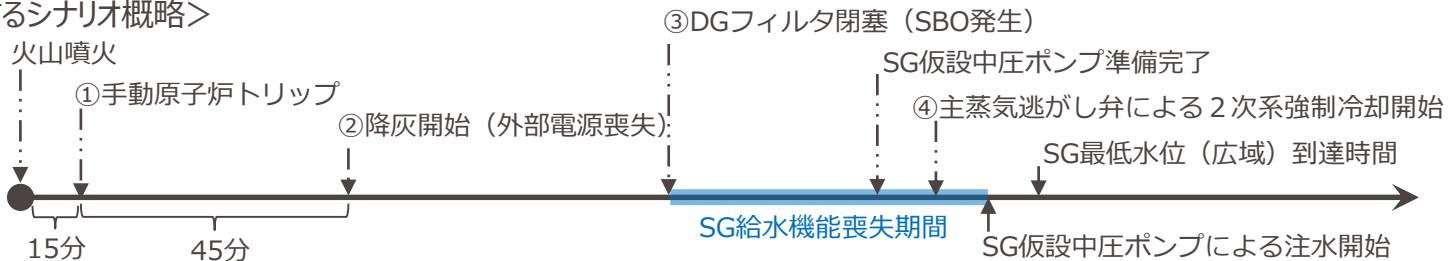 るシナリオ概略＞
火山噴火
①手動原子炉トリップ
②降灰開始（外部電源喪失）
③DGフィルタ閉塞（SBO発生）
SG仮設中圧ポンプ準備完了
④主蒸気逃がし弁による２次系強制冷却開始
SG最低水位（広域）到達時間
15分
45分
SG給水機能喪失期間
SG仮設中圧ポンプによる注水開始